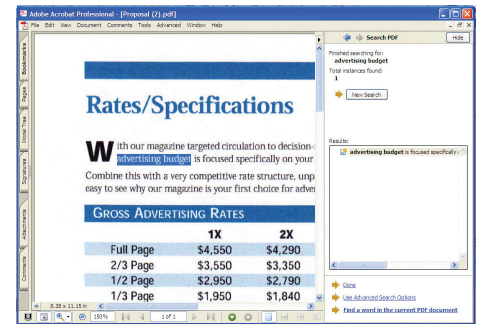 Adobe Acrobat Professional - [Proposal (2).pdf]
File Edit View Document Comments Tools Advanced Window Help
Search PDF
Hide
Bookmarks
Pages
Model Tree
Signatures
Attachments
Comments
Rates/Specifications
With our magazine targeted circulation to decision-
advertising budget is focused specifically on your
Combine this with a very competitive rate structure, unp
easy to see why our magazine is your first choice for adver
GROSS ADVERTISING RATES
1X 2X
Full Page $4,550 $4,290
2/3 Page $3,550 $3,350
1/2 Page $2,950 $2,790
1/3 Page $1,950 $1,840
8.38 x 11.15 in
150%
1 of 1
Finished searching for:
advertising budget
Total instances found:
1
New Search
Results:
advertising budget is focused specifically
Done
Use Advanced Search Options
Find a word in the current PDF document